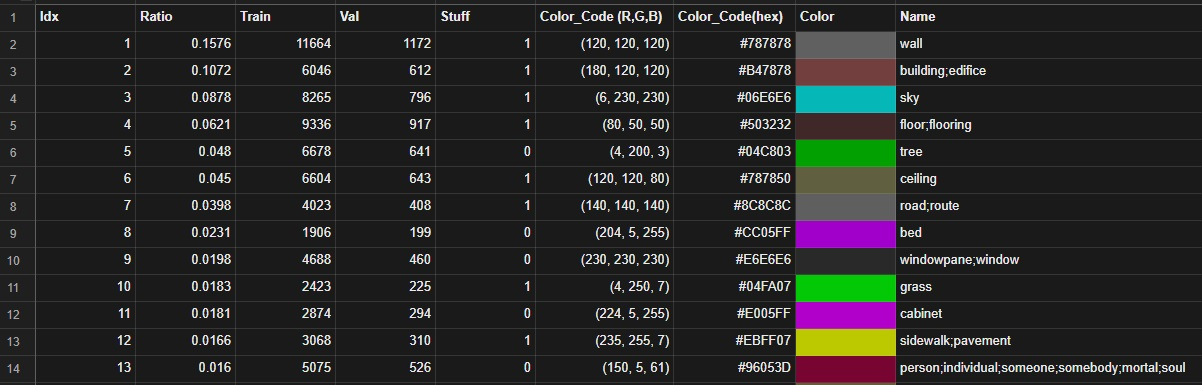 1 Idx Ratio Train Val Stuff Color_Code (R,G,B) Color_Code(hex) Color Name
2 1 0.1576 11664 1172 1 (120, 120, 120) #787878 wall
3 2 0.1072 6046 612 1 (180, 120, 120) #B47878 building;edifice
4 3 0.0878 8265 796 1 (6, 230, 230) #06E6E6 sky
5 4 0.0621 9336 917 1 (80, 50, 50) #503232 floor;flooring
6 5 0.048 6678 641 0 (4, 200, 3) #04C803 tree
7 6 0.045 6604 643 1 (120, 120, 80) #787850 ceiling
8 7 0.0398 4023 408 1 (140, 140, 140) #8C8C8C road;route
9 8 0.0231 1906 199 0 (204, 5, 255) #CC05FF bed
10 9 0.0198 4688 460 0 (230, 230, 230) #E6E6E6 windowpane;window
11 10 0.0183 2423 225 1 (4, 250, 7) #04FA07 grass
12 11 0.0181 2874 294 0 (224, 5, 255) #E005FF cabinet
13 12 0.0166 3068 310 1 (235, 255, 7) #EBFF07 sidewalk;pavement
14 13 0.016 5075 526 0 (150, 5, 61) #96053D person;individual;someone;somebody;mortal;soul